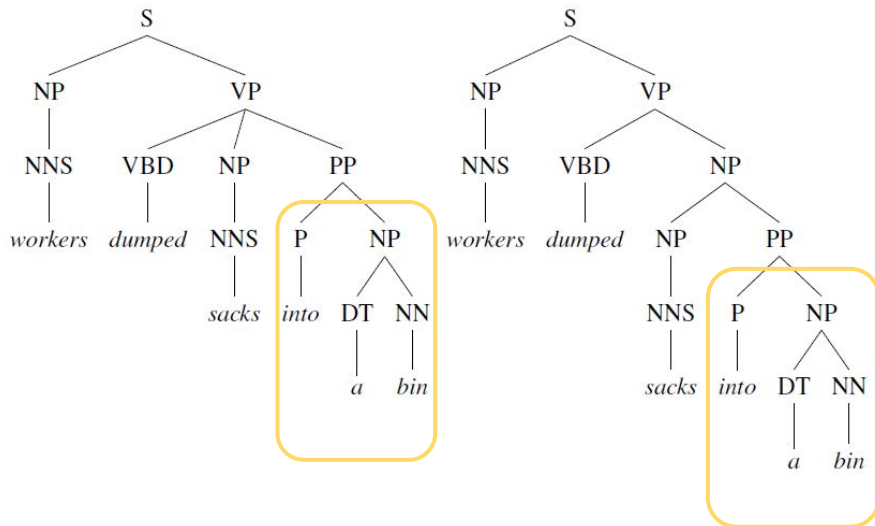 S S
NP VP NP VP
NNS VBD NP PP NNS VBD NP
workers dumped NNS P NP workers dumped NP PP
sacks into DT NN NNS P NP
a bin sacks into DT NN
a bin